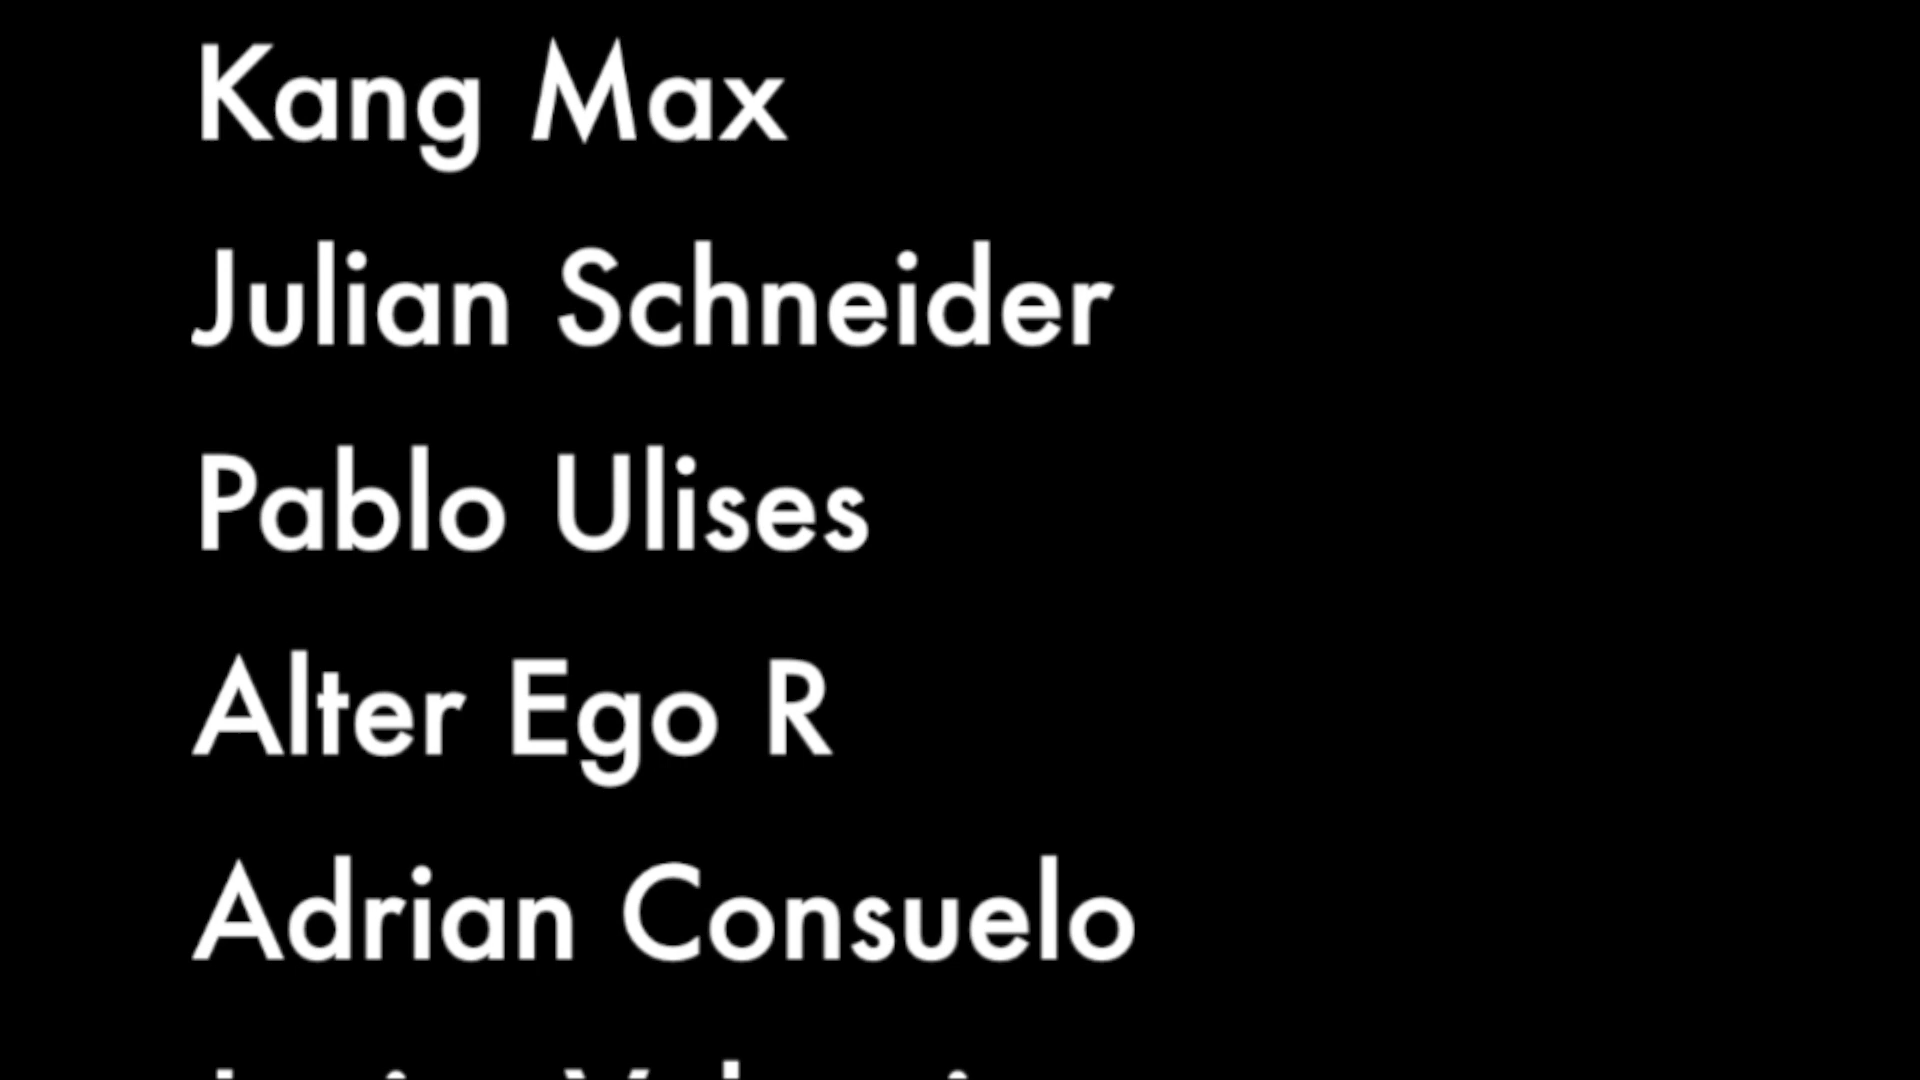 Kang Max
Julian Schneider
Pablo Ulises
Alter Ego R
Adrian Consuelo